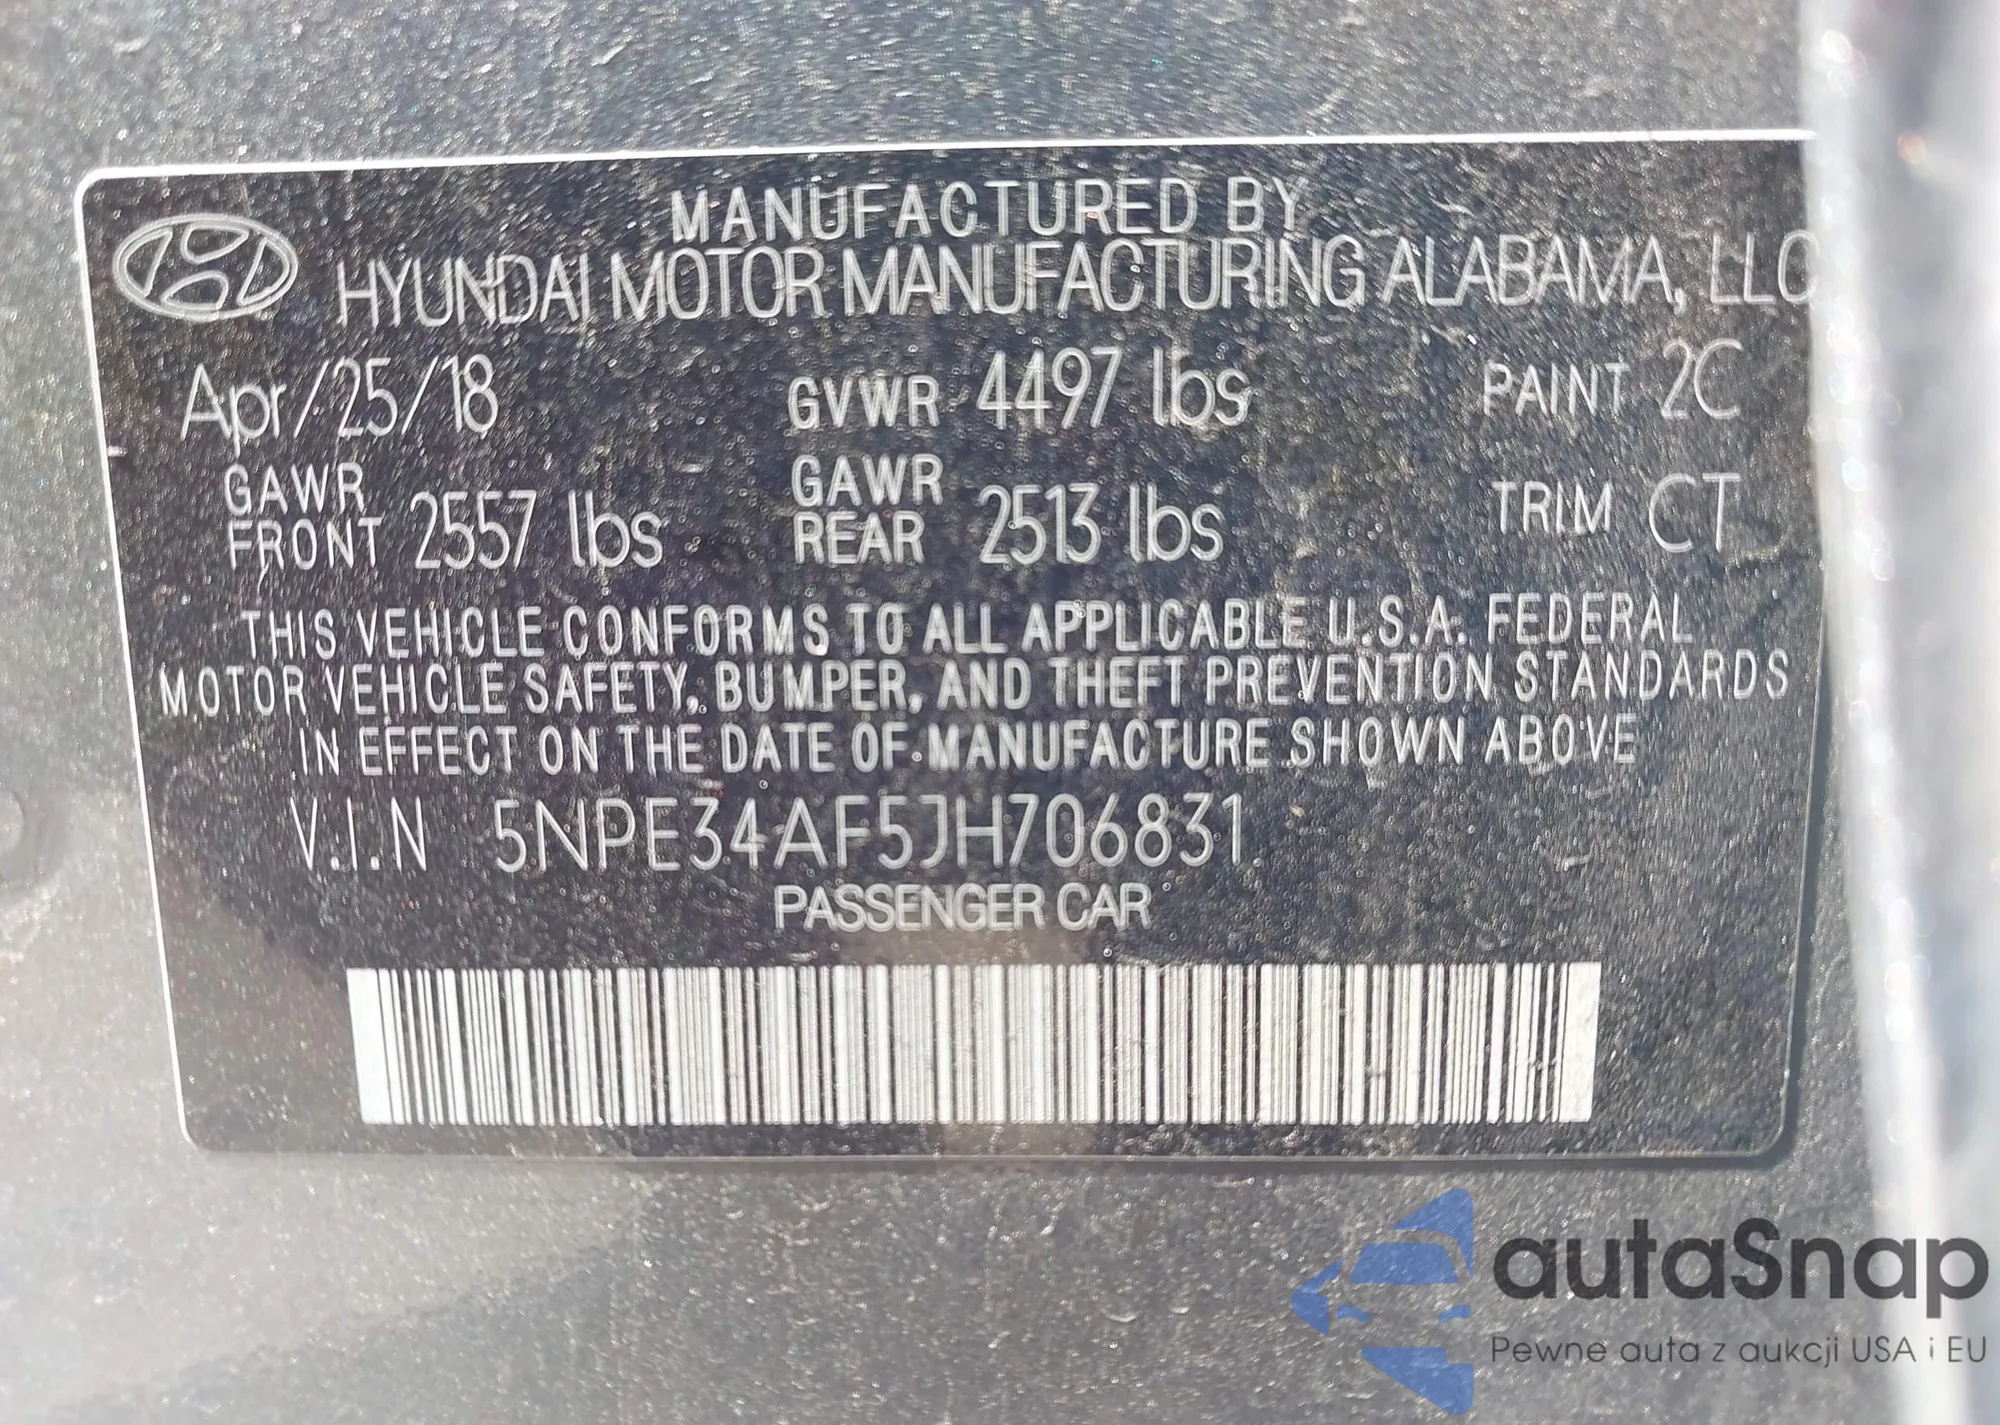 MANUFACTURED BY
HYUNDAI MOTOR MANUFACTURING ALABAMA, LLC
Apr/25/18 GVWR 4497 lbs PAINT 2C
GAWR FRONT 2557 lbs GAWR REAR 2513 lbs TRIM CT
THIS VEHICLE CONFORMS TO ALL APPLICABLE U.S.A. FEDERAL
MOTOR VEHICLE SAFETY, BUMPER, AND THEFT PREVENTION STANDARDS
IN EFFECT ON THE DATE OF MANUFACTURE SHOWN ABOVE
V.I.N 5NPE34AF5JH706831
PASSENGER CAR
autaSnap
Pewne auta z aukcji USA i EU